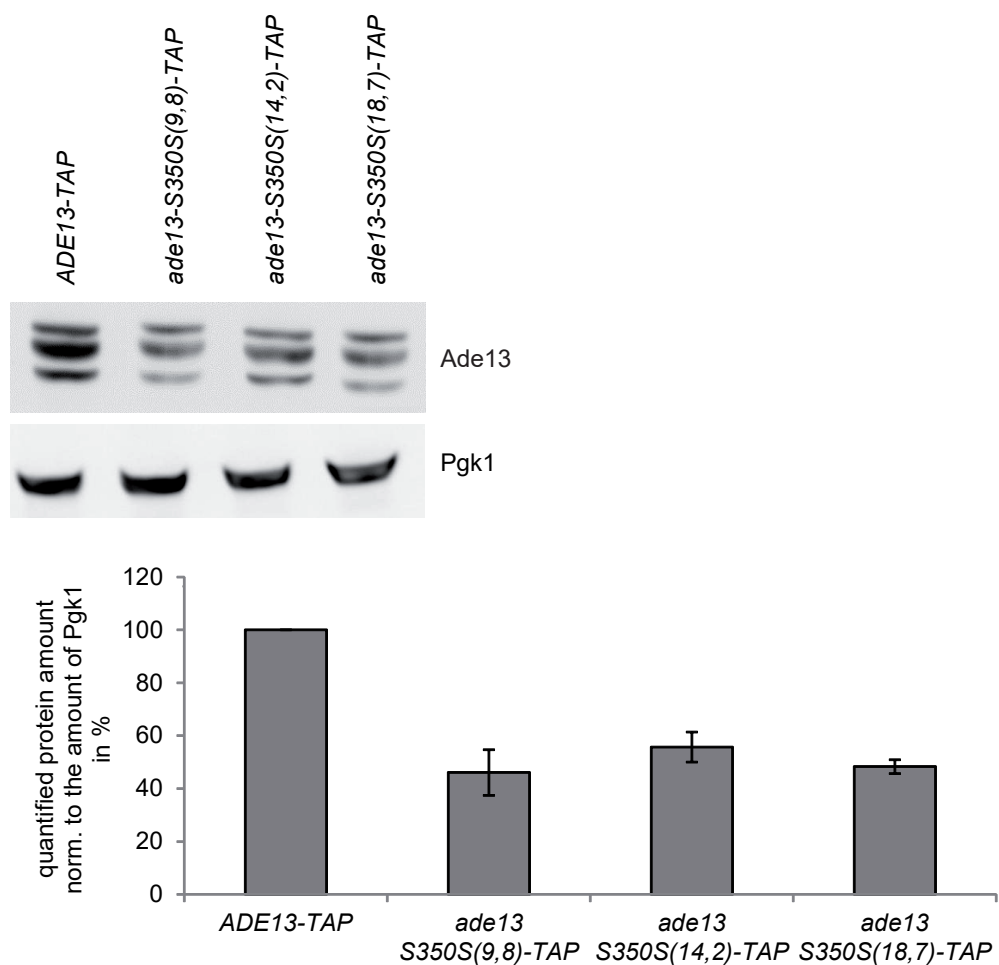 ADE13-TAP
ade13-S350S(9,8)-TAP
ade13-S350S(14,2)-TAP
ade13-S350S(18,7)-TAP
Ade13
Pgk1
quantified protein amount
norm. to the amount of Pgk1
in %
120
100
80
60
40
20
0
ADE13-TAP
ade13
S350S(9,8)-TAP
ade13
S350S(14,2)-TAP
ade13
S350S(18,7)-TAP